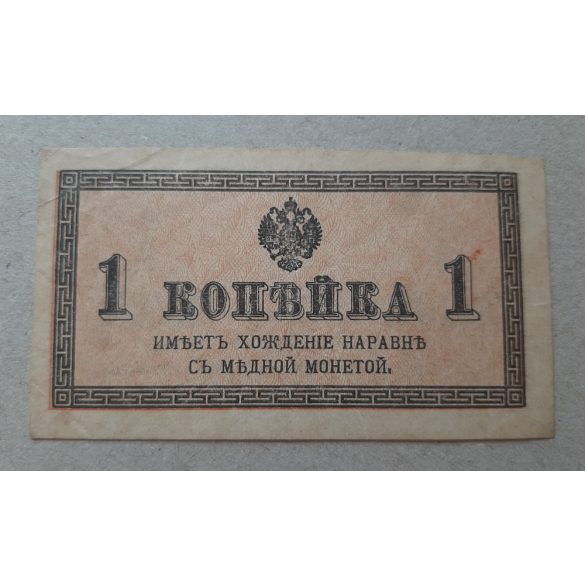 1 КОПѢЙКА 1
ИМѢЕТЪ ХОЖДЕНІЕ НАРАВНѢ
СЪ МѢДНОЙ МОНЕТОЙ.